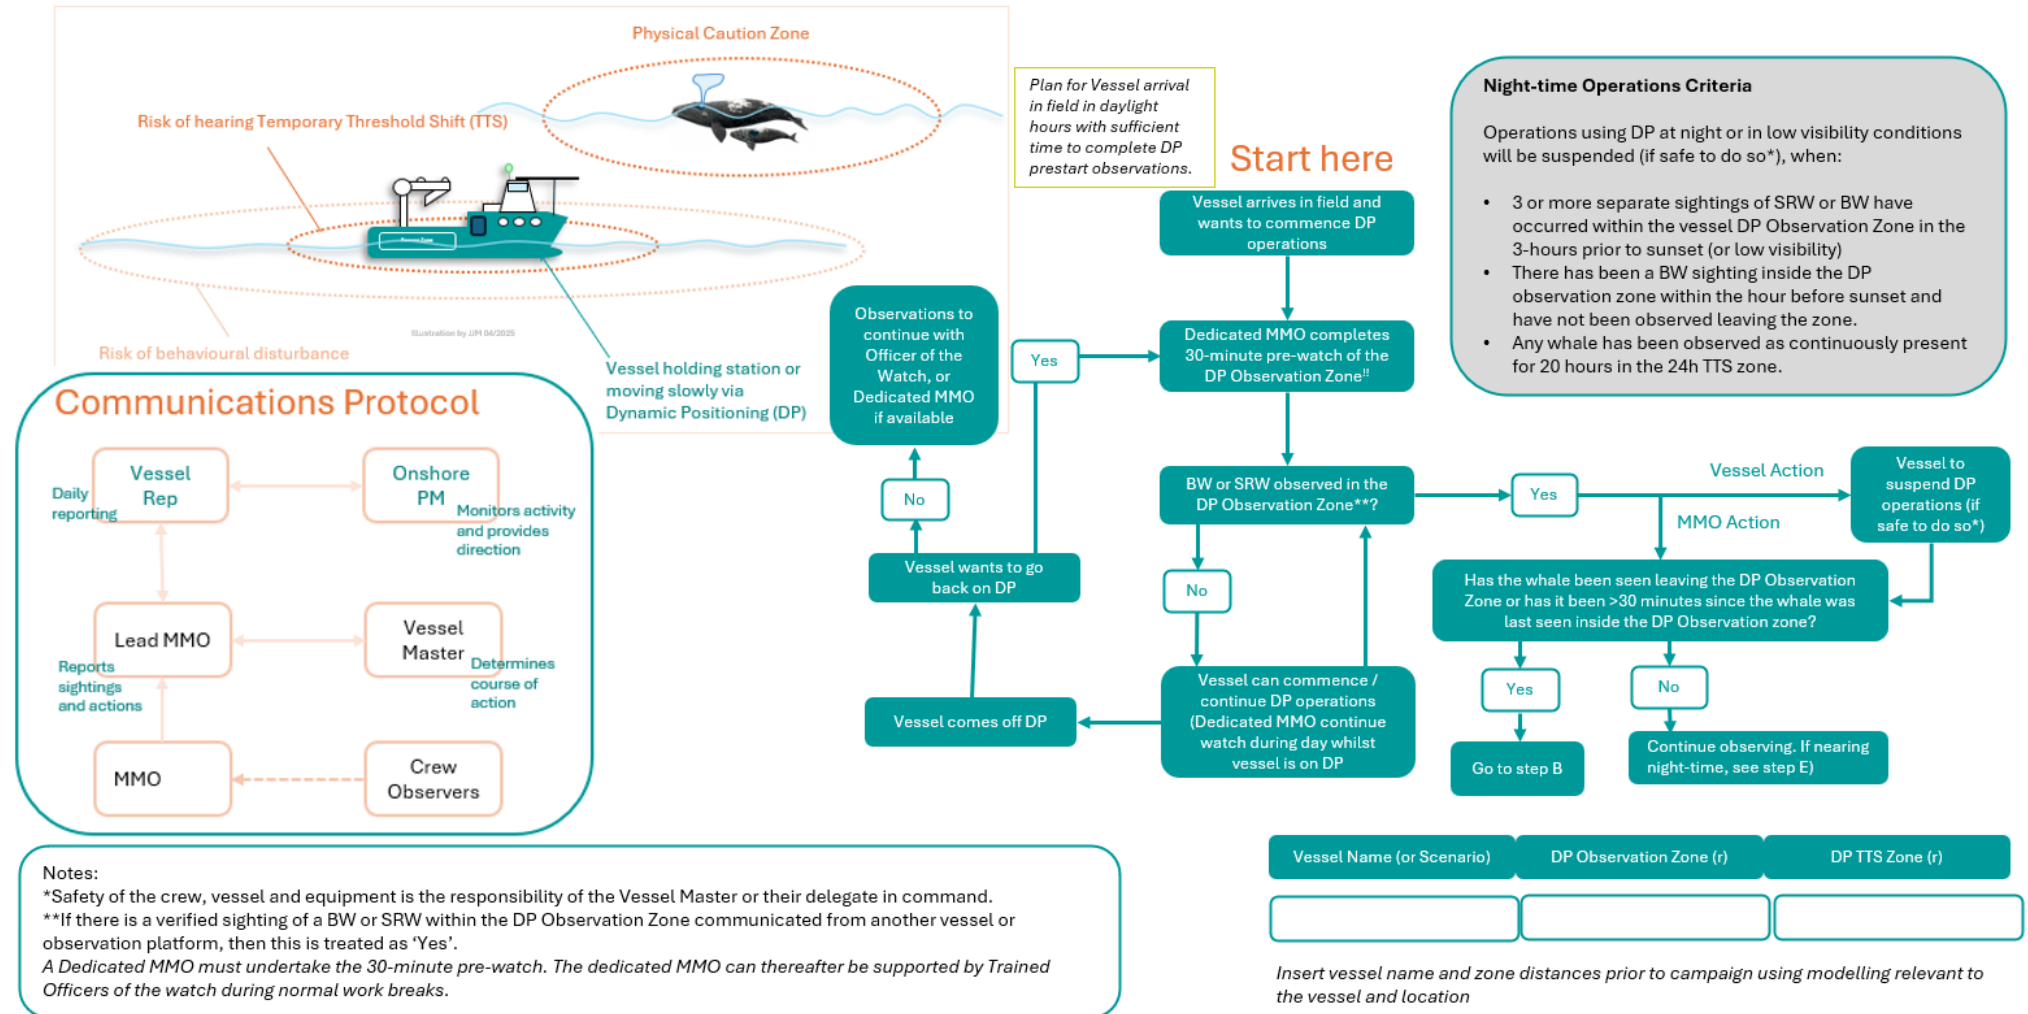 Physical Caution Zone
Risk of hearing Temporary Threshold Shift (TTS)
Illustration by JJM 04/2025
Risk of behavioural disturbance
Vessel holding station or
moving slowly via
Dynamic Positioning (DP)
Plan for Vessel arrival
in field in daylight
hours with sufficient
time to complete DP
prestart observations.
Start here
Vessel arrives in field and
wants to commence DP
operations
Dedicated MMO completes
30-minute pre-watch of the
DP Observation Zone!!
BW or SRW observed in the
DP Observation Zone**?
Yes
Vessel Action
MMO Action
Vessel to
suspend DP
operations (if
safe to do so*)
Has the whale been seen leaving the DP Observation
Zone or has it been >30 minutes since the whale was
last seen inside the DP Observation zone?
Yes
Go to step B
No
Continue observing. If nearing
night-time, see step E)
No
Vessel can commence /
continue DP operations
(Dedicated MMO continue
watch during day whilst
vessel is on DP
Vessel comes off DP
Vessel wants to go
back on DP
Yes
No
Observations to
continue with
Officer of the
Watch, or
Dedicated MMO
if available
Night-time Operations Criteria
Operations using DP at night or in low visibility conditions
will be suspended (if safe to do so*), when:
• 3 or more separate sightings of SRW or BW have
occurred within the vessel DP Observation Zone in the
3-hours prior to sunset (or low visibility)
• There has been a BW sighting inside the DP
observation zone within the hour before sunset and
have not been observed leaving the zone.
• Any whale has been observed as continuously present
for 20 hours in the 24h TTS zone.
Communications Protocol
Vessel
Rep
Daily
reporting
Onshore
PM
Monitors activity
and provides
direction
Lead MMO
Reports
sightings
and actions
Vessel
Master
Determines
course of
action
MMO
Crew
Observers
Notes:
*Safety of the crew, vessel and equipment is the responsibility of the Vessel Master or their delegate in command.
**If there is a verified sighting of a BW or SRW within the DP Observation Zone communicated from another vessel or
observation platform, then this is treated as ‘Yes’.
A Dedicated MMO must undertake the 30-minute pre-watch. The dedicated MMO can thereafter be supported by Trained
Officers of the watch during normal work breaks.
Vessel Name (or Scenario)
DP Observation Zone (r)
DP TTS Zone (r)
Insert vessel name and zone distances prior to campaign using modelling relevant to
the vessel and location